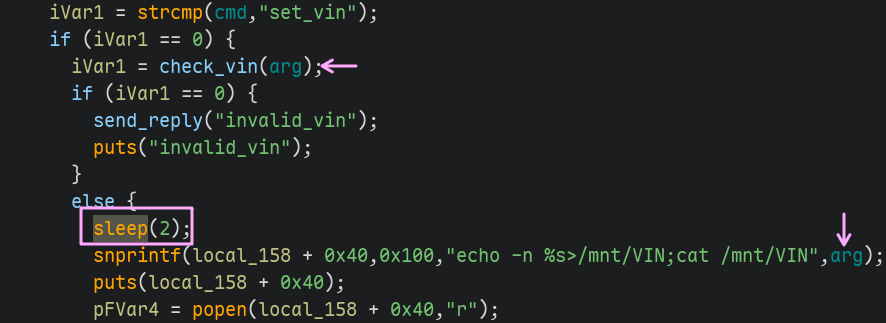 iVar1 = strcmp(cmd,"set_vin");
if (iVar1 == 0) {
iVar1 = check_vin(arg);
if (iVar1 == 0) {
send_reply("invalid_vin");
puts("invalid_vin");
}
else {
sleep(2);
snprintf(local_158 + 0x40,0x100,"echo -n %s>/mnt/VIN;cat /mnt/VIN",arg);
puts(local_158 + 0x40);
pFVar4 = popen(local_158 + 0x40,"r");